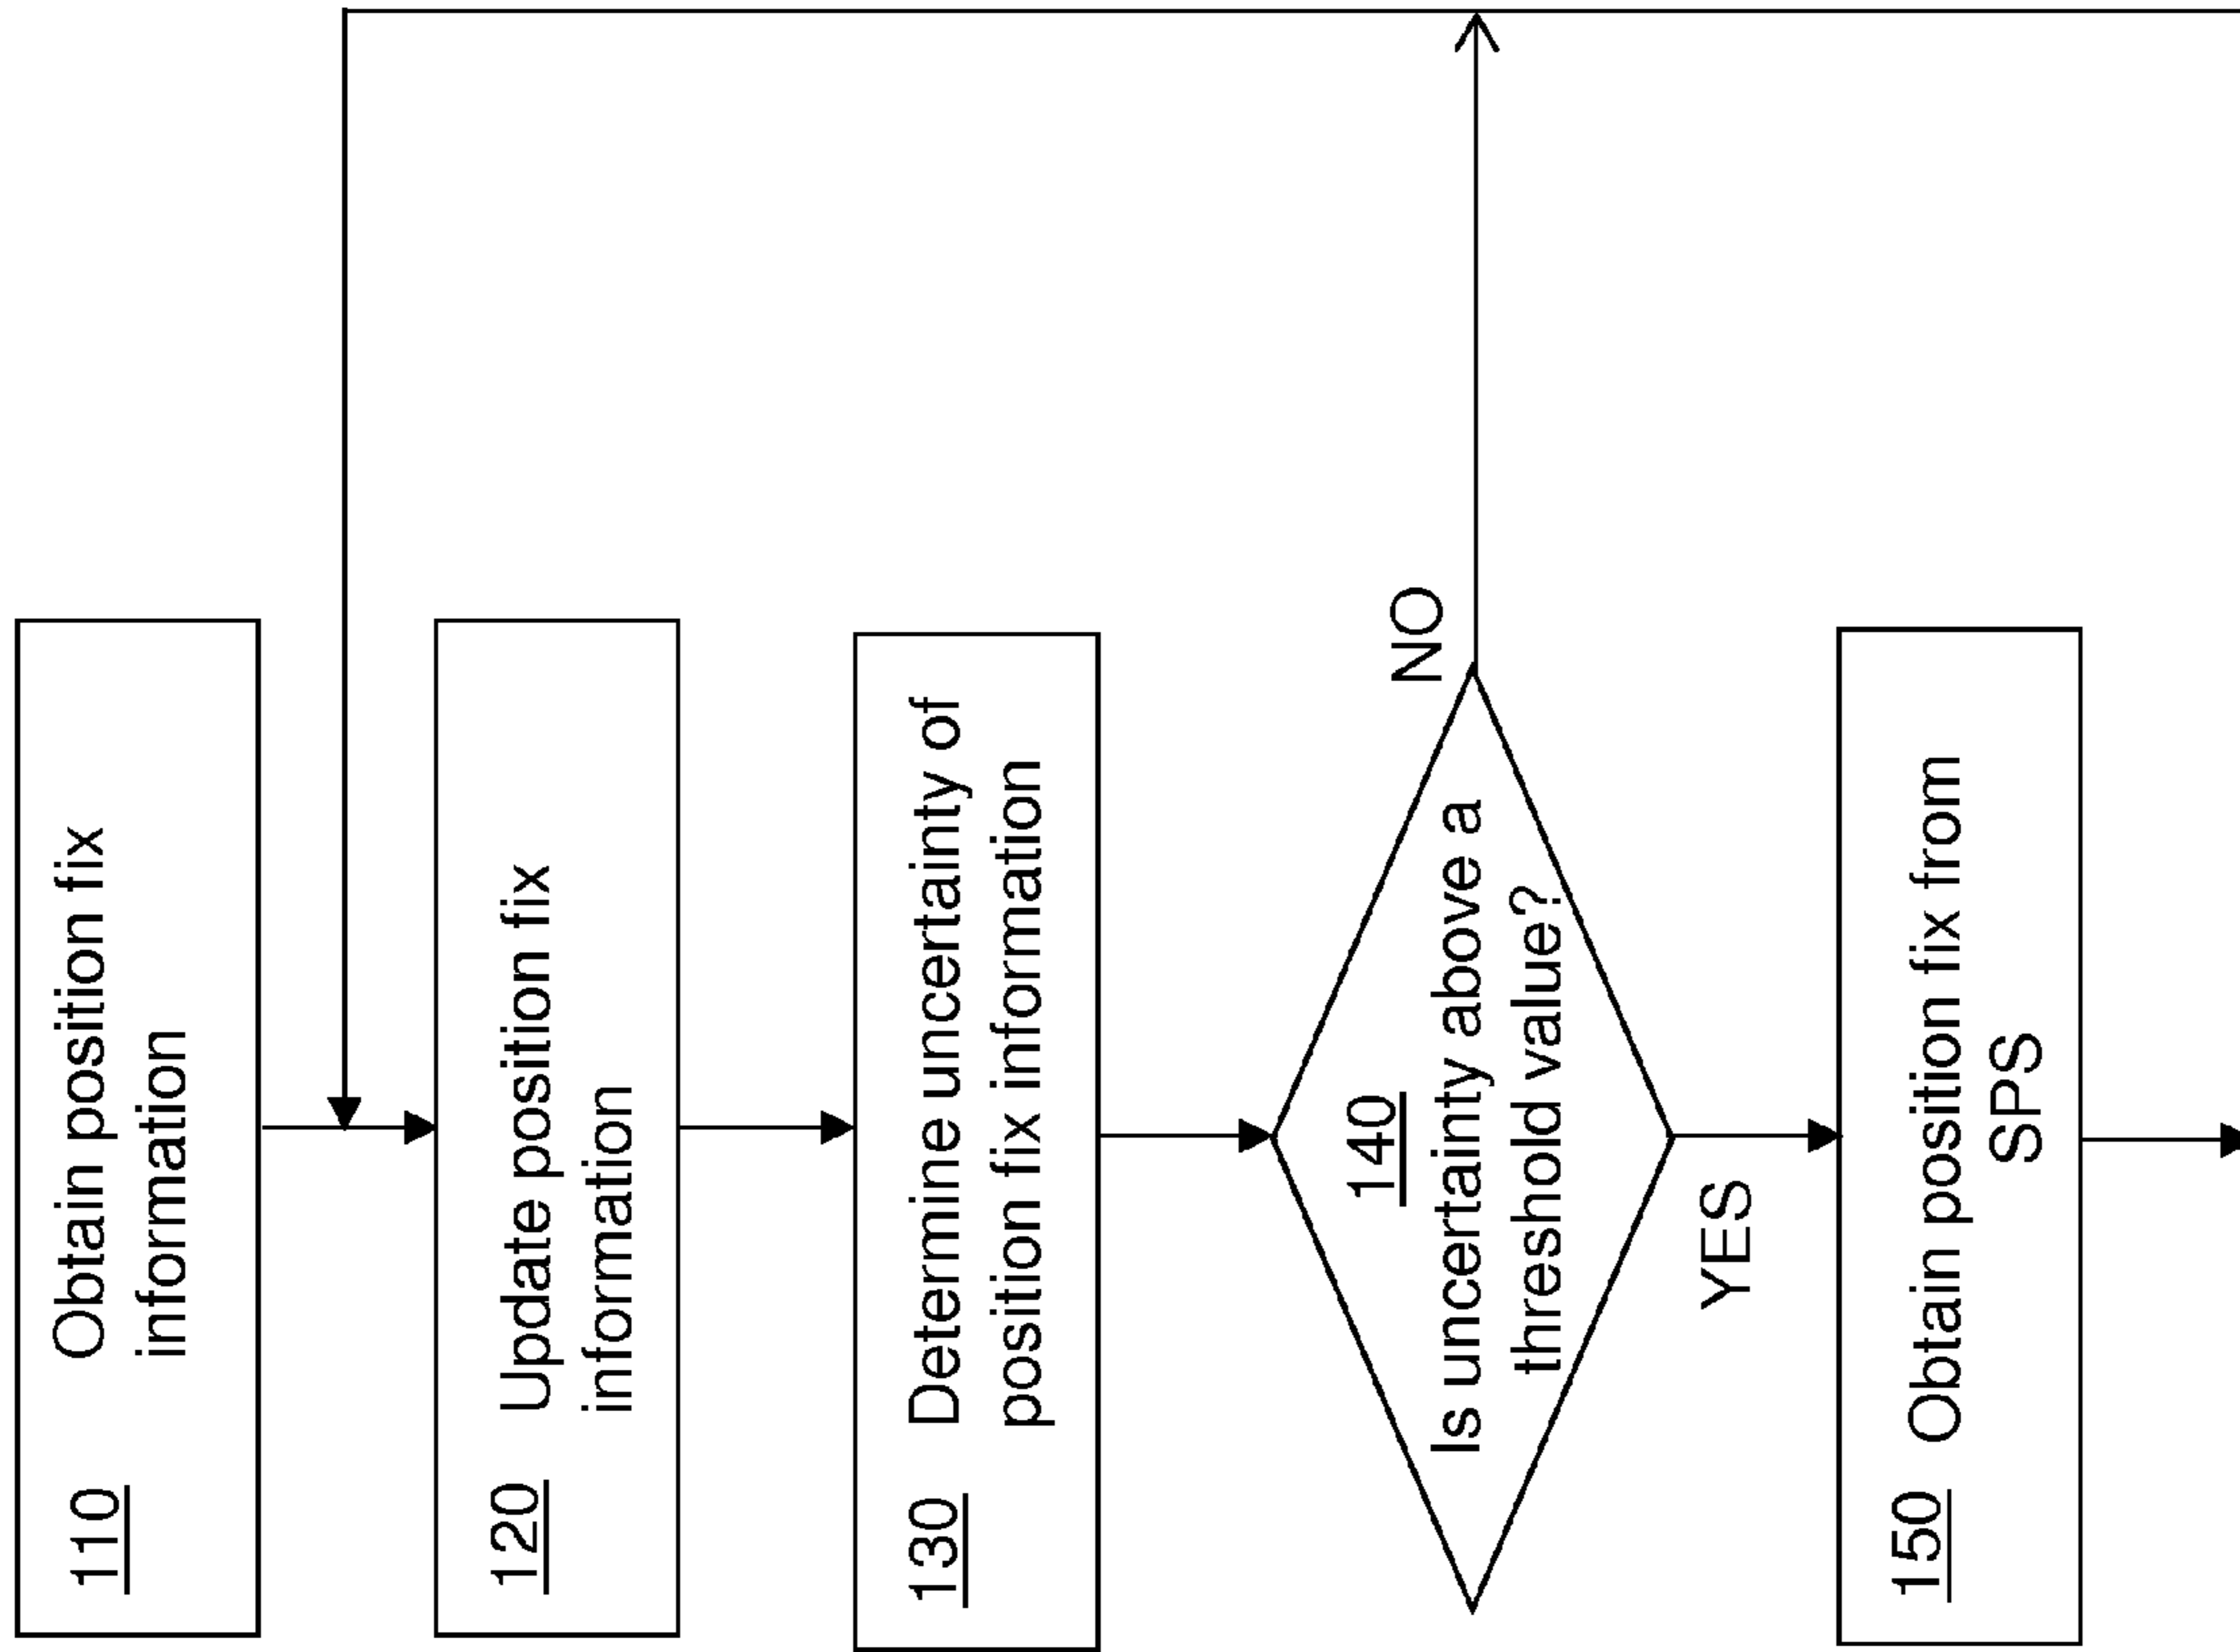 110 Obtain position fix
information
120 Update position fix
information
130 Determine uncertainty of
position fix information
140
Is uncertainty above a
threshold value?
NO
YES
150 Obtain position fix from
SPS